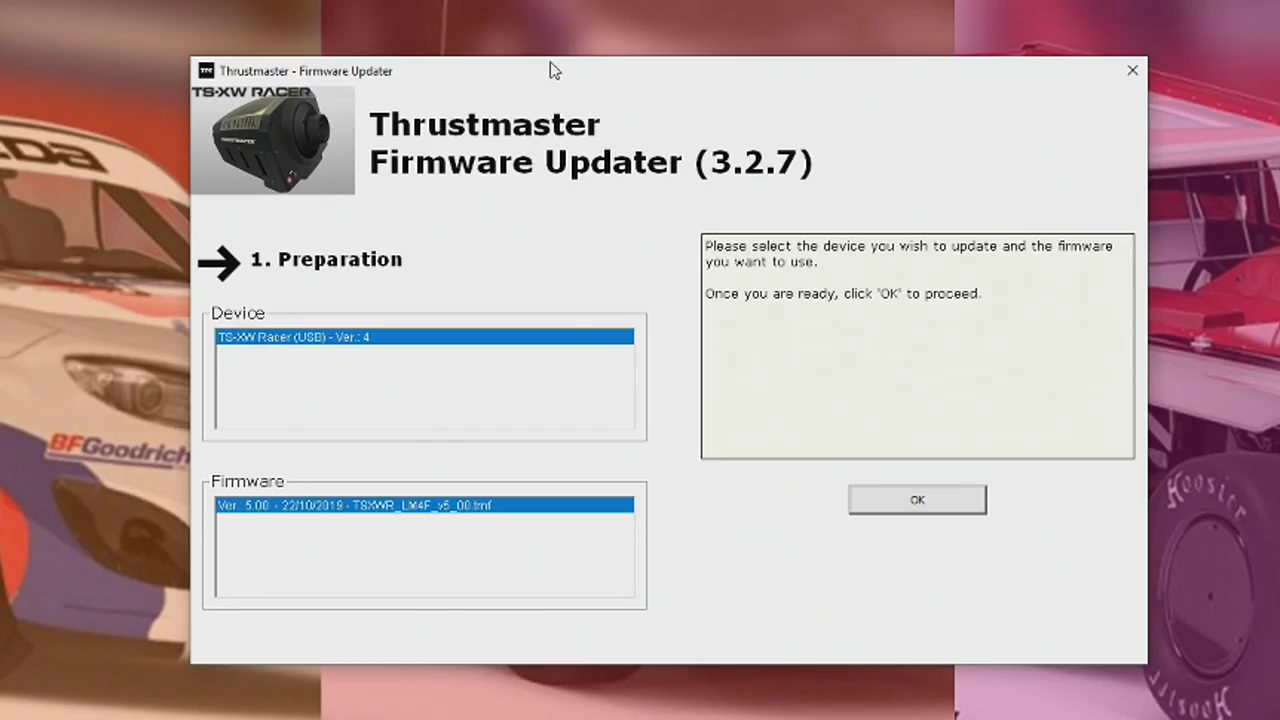 Thrustmaster - Firmware Updater
TS-XW RACER
Thrustmaster
Firmware Updater (3.2.7)
1. Preparation
Please select the device you wish to update and the firmware
you want to use.
Once you are ready, click 'OK' to proceed.
Device
TS-XW Racer (USB) - Ver.: 4
Firmware
Ver.: 5.00 - 22/10/2019 - TSXWR_LM4F_v5_00.tmf
OK
BFGoodrich
Hoosier